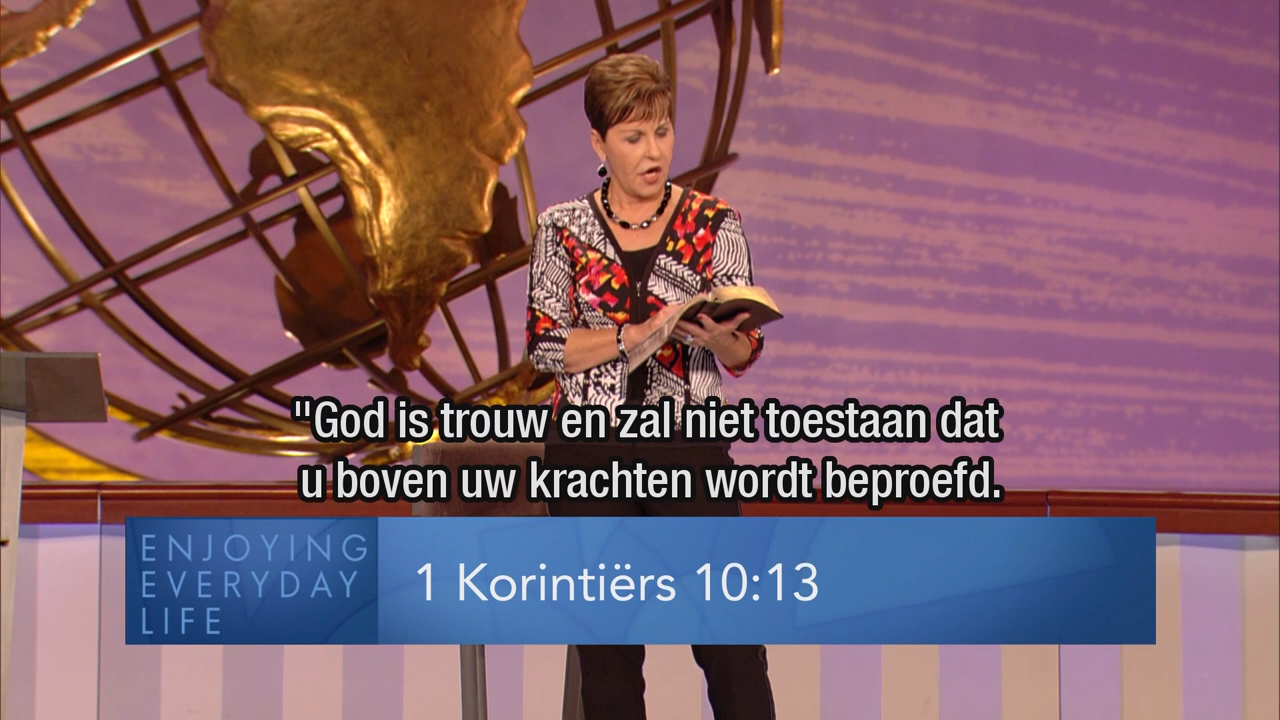 "God is trouw en zal niet toestaan dat
u boven uw krachten wordt beproefd.
ENJOYING
EVERYDAY
LIFE
1 Korintiërs 10:13